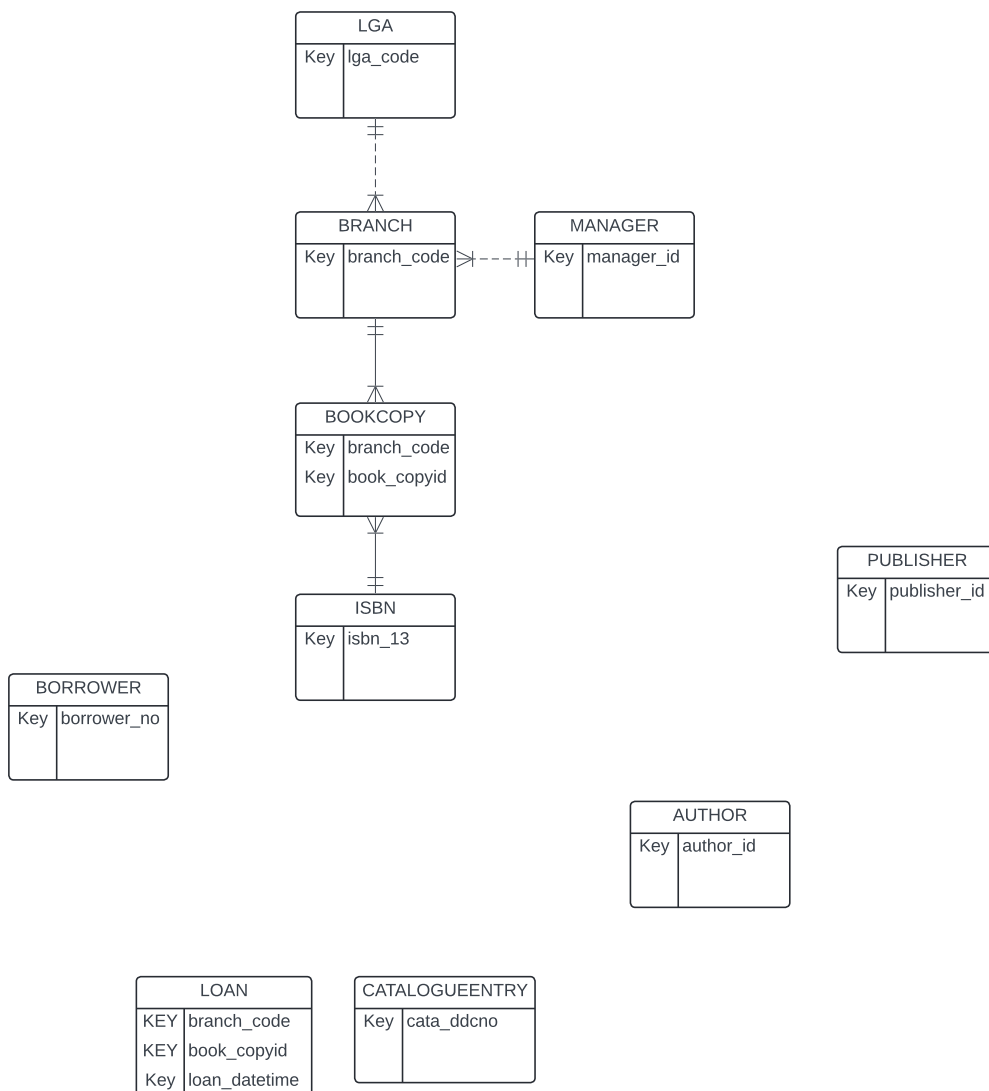 LGA
Key lga_code
BRANCH
Key branch_code
MANAGER
Key manager_id
BOOKCOPY
Key branch_code
Key book_copyid
PUBLISHER
Key publisher_id
ISBN
Key isbn_13
BORROWER
Key borrower_no
AUTHOR
Key author_id
LOAN
KEY branch_code
KEY book_copyid
Key loan_datetime
CATALOGUEENTRY
Key cata_ddcno